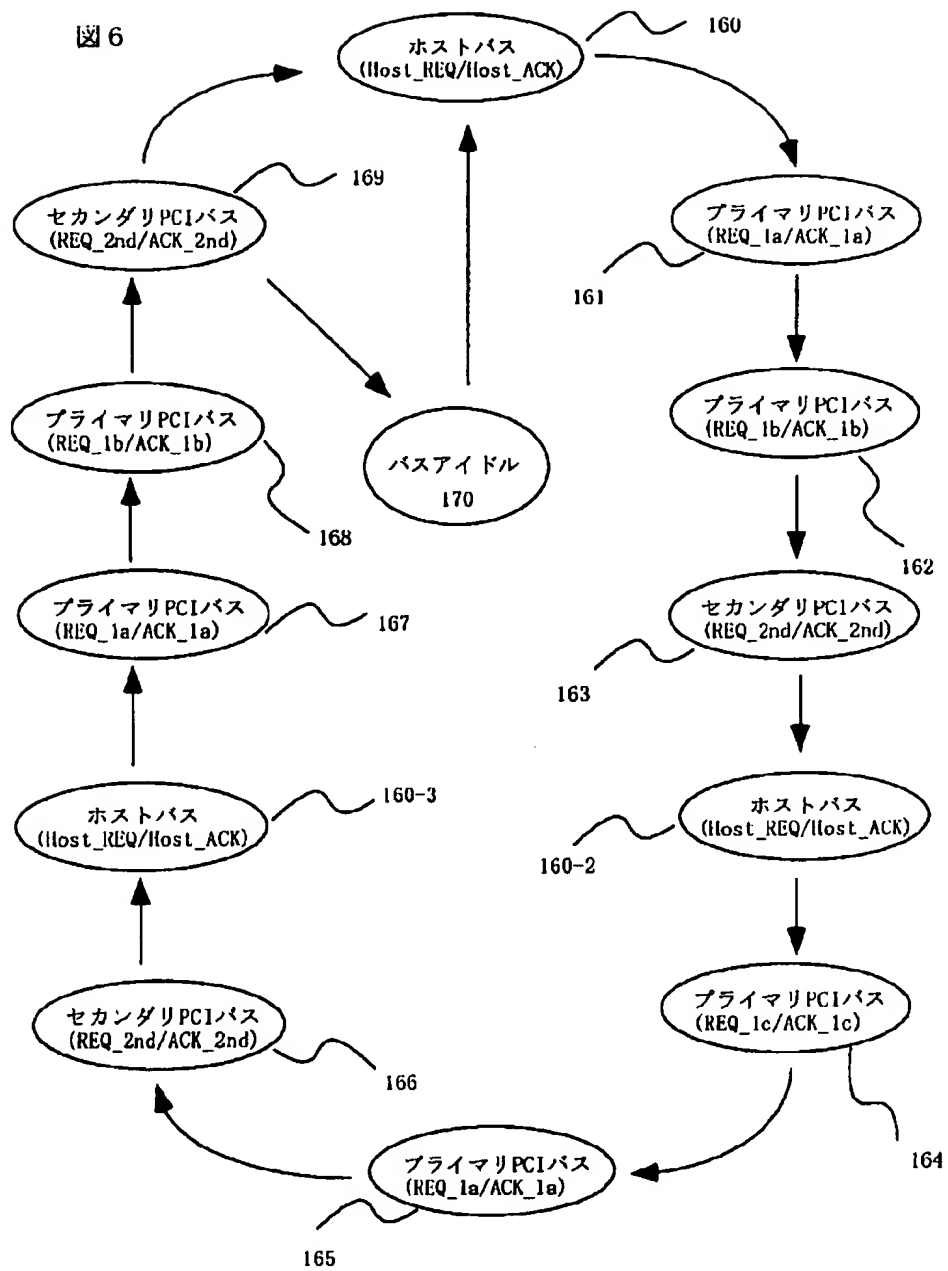 図6
ホストバス
(Host_REQ/Host_ACK)
160
プライマリPCIバス
(REQ_1a/ACK_1a)
161
プライマリPCIバス
(REQ_1b/ACK_1b)
162
セカンダリPCIバス
(REQ_2nd/ACK_2nd)
163
ホストバス
(Host_REQ/Host_ACK)
160-2
プライマリPCIバス
(REQ_1c/ACK_1c)
164
プライマリPCIバス
(REQ_1a/ACK_1a)
165
セカンダリPCIバス
(REQ_2nd/ACK_2nd)
166
ホストバス
(Host_REQ/Host_ACK)
160-3
プライマリPCIバス
(REQ_1a/ACK_1a)
167
プライマリPCIバス
(REQ_1b/ACK_1b)
168
セカンダリPCIバス
(REQ_2nd/ACK_2nd)
169
バスアイドル
170